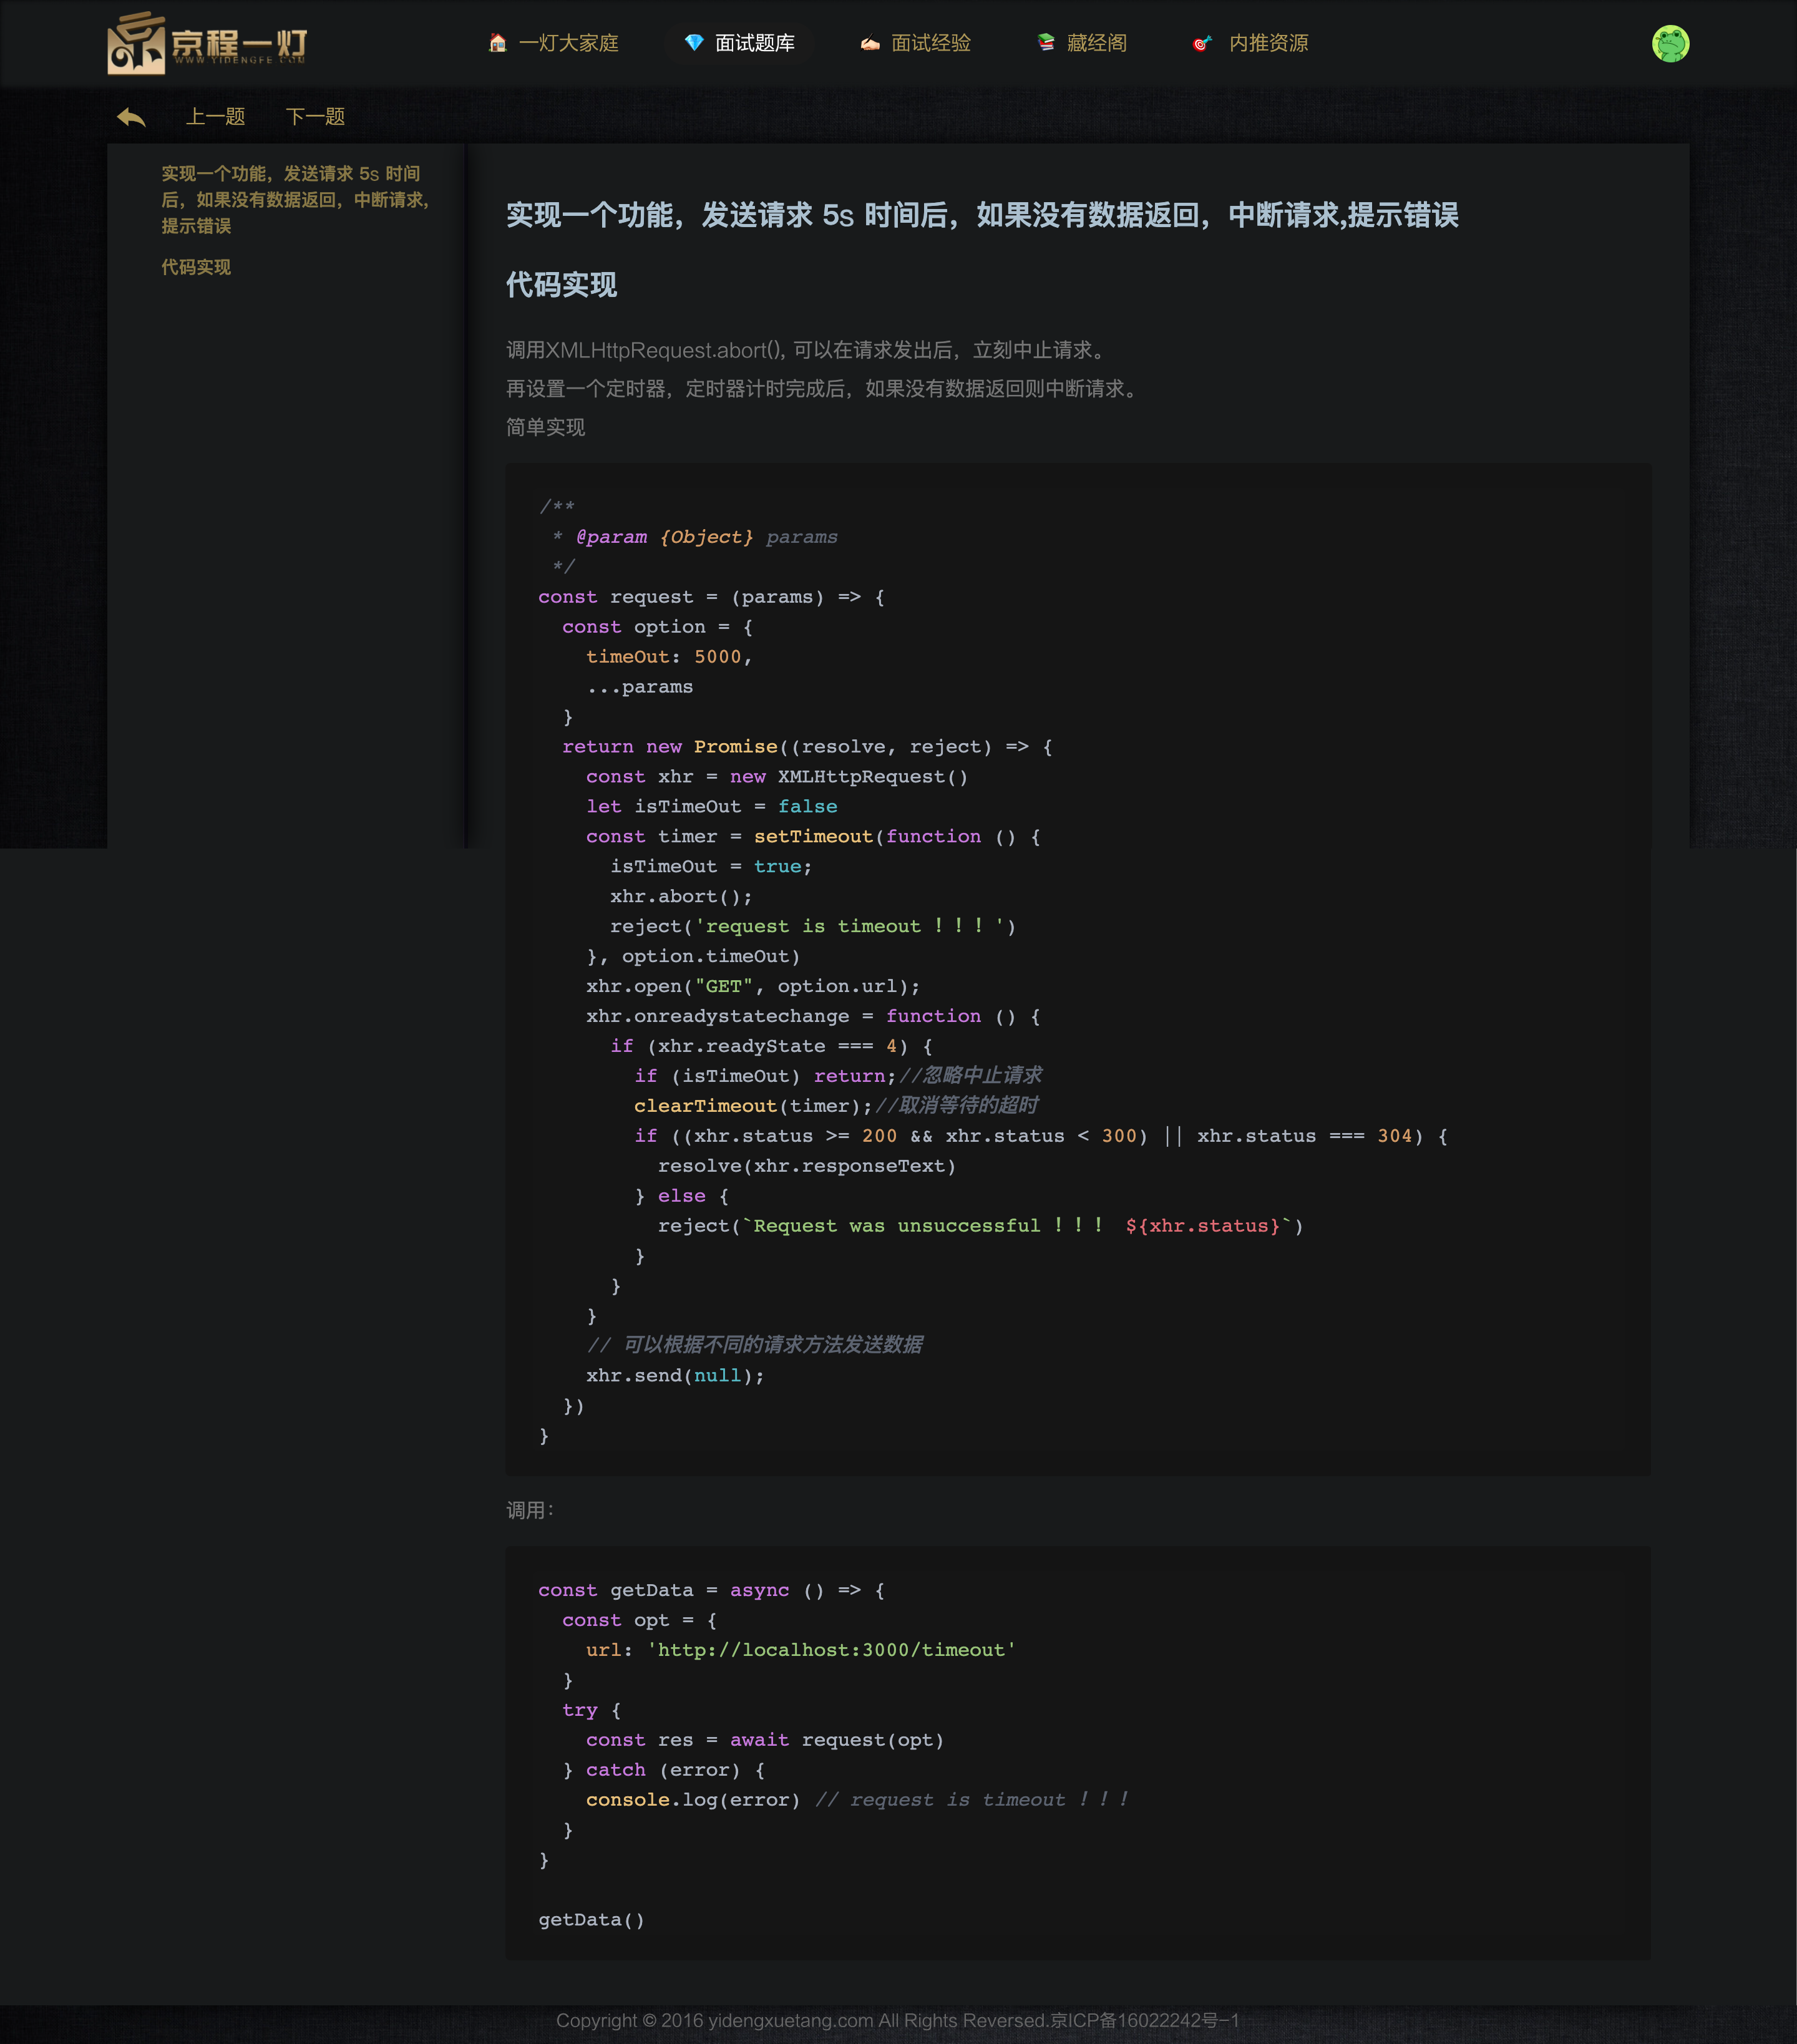 京程一灯
WWW.YIDENGFE.COM
一灯大家庭
面试题库
面试经验
藏经阁
内推资源
上一题
下一题
实现一个功能，发送请求 5s 时间
后，如果没有数据返回，中断请求,
提示错误
代码实现
实现一个功能，发送请求 5s 时间后，如果没有数据返回，中断请求,提示错误
代码实现
调用XMLHttpRequest.abort(), 可以在请求发出后，立刻中止请求。
再设置一个定时器，定时器计时完成后，如果没有数据返回则中断请求。
简单实现
/**
 * @param {Object} params
 */
const request = (params) => {
  const option = {
    timeOut: 5000,
    ...params
  }
  return new Promise((resolve, reject) => {
    const xhr = new XMLHttpRequest()
    let isTimeOut = false
    const timer = setTimeout(function () {
      isTimeOut = true;
      xhr.abort();
      reject('request is timeout！！！')
    }, option.timeOut)
    xhr.open("GET", option.url);
    xhr.onreadystatechange = function () {
      if (xhr.readyState === 4) {
        if (isTimeOut) return;//忽略中止请求
        clearTimeout(timer);//取消等待的超时
        if ((xhr.status >= 200 && xhr.status < 300) || xhr.status === 304) {
          resolve(xhr.responseText)
        } else {
          reject(`Request was unsuccessful！！！ ${xhr.status}`)
        }
      }
    }
    // 可以根据不同的请求方法发送数据
    xhr.send(null);
  })
}
调用：
const getData = async () => {
  const opt = {
    url: 'http://localhost:3000/timeout'
  }
  try {
    const res = await request(opt)
  } catch (error) {
    console.log(error) // request is timeout！！！
  }
}
getData()
Copyright © 2016 yidengxuetang.com All Rights Reversed.京ICP备16022242号-1